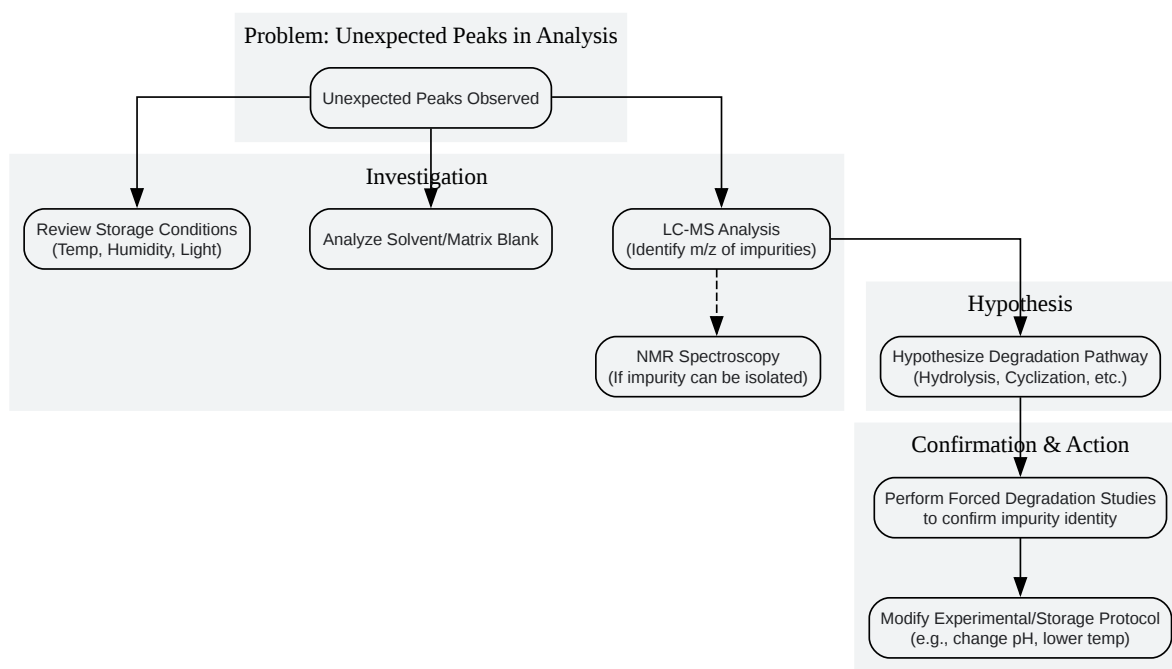 Problem: Unexpected Peaks in Analysis
Unexpected Peaks Observed
Investigation
Review Storage Conditions
(Temp, Humidity, Light)
Analyze Solvent/Matrix Blank
LC-MS Analysis
(Identify m/z of impurities)
NMR Spectroscopy
(If impurity can be isolated)
Hypothesis
Hypothesize Degradation Pathway
(Hydrolysis, Cyclization, etc.)
Confirmation & Action
Perform Forced Degradation Studies
to confirm impurity identity
Modify Experimental/Storage Protocol
(e.g., change pH, lower temp)